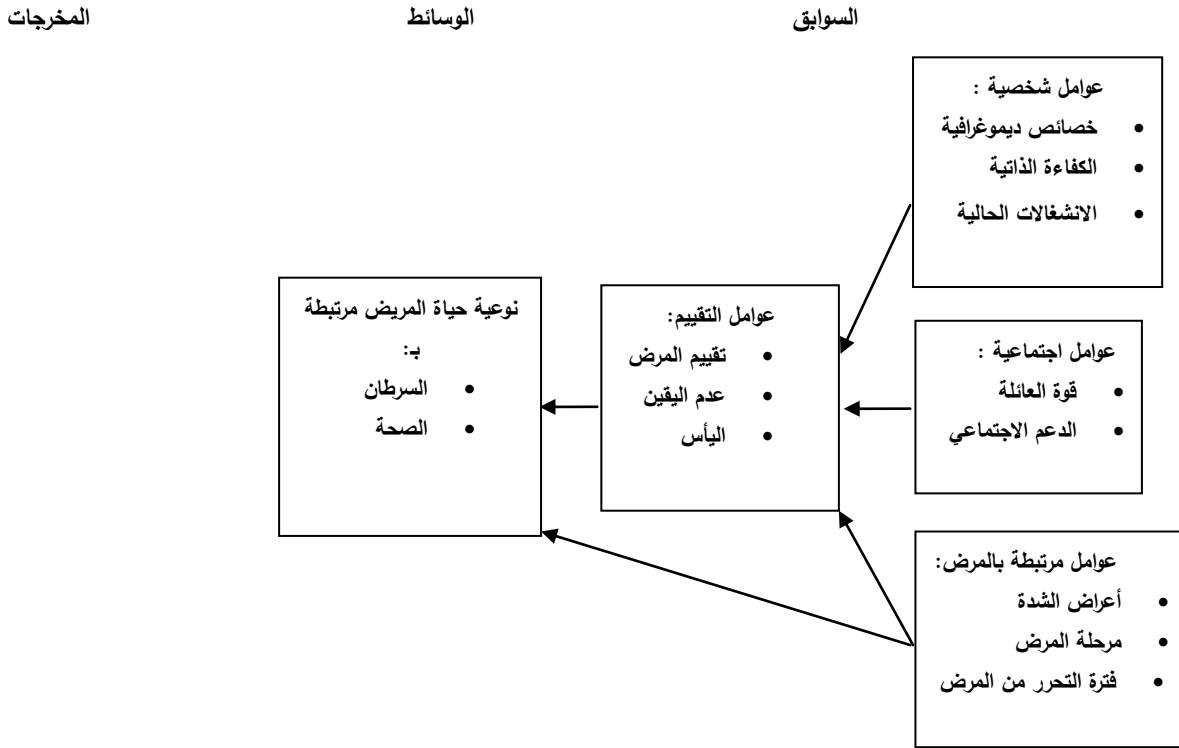 السوابق
الوسائط
المخرجات
عوامل شخصية :
• خصائص ديموغرافية
• الكفاءة الذاتية
• الانشغالات الحالية
عوامل اجتماعية :
• قوة العائلة
• الدعم الاجتماعي
عوامل مرتبطة بالمرض:
• أعراض الشدة
• مرحلة المرض
• فترة التحرر من المرض
عوامل التقييم:
• تقييم المرض
• عدم اليقين
• اليأس
نوعية حياة المريض مرتبطة
بـ:
• السرطان
• الصحة